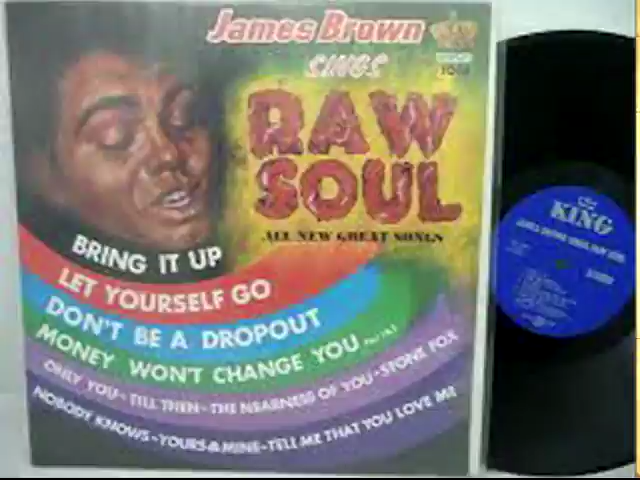 James Brown
SINGS
RAW
SOUL
ALL NEW GREAT SONGS
BRING IT UP
LET YOURSELF GO
DON'T BE A DROPOUT
MONEY WON'T CHANGE YOU
ONLY YOU-TILL THEN-THE NEARNESS OF YOU-STONE FOX
NOBODY KNOWS-YOURS & MINE-TELL ME THAT YOU LOVE ME
KING